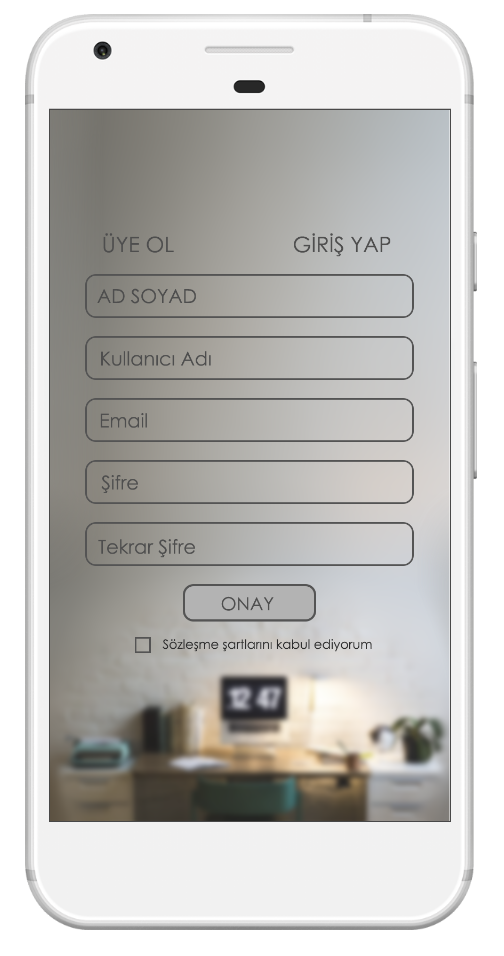 ÜYE OL GİRİŞ YAP
AD SOYAD
Kullanıcı Adı
Email
Şifre
Tekrar Şifre
ONAY
Sözleşme şartlarını kabul ediyorum
12 47